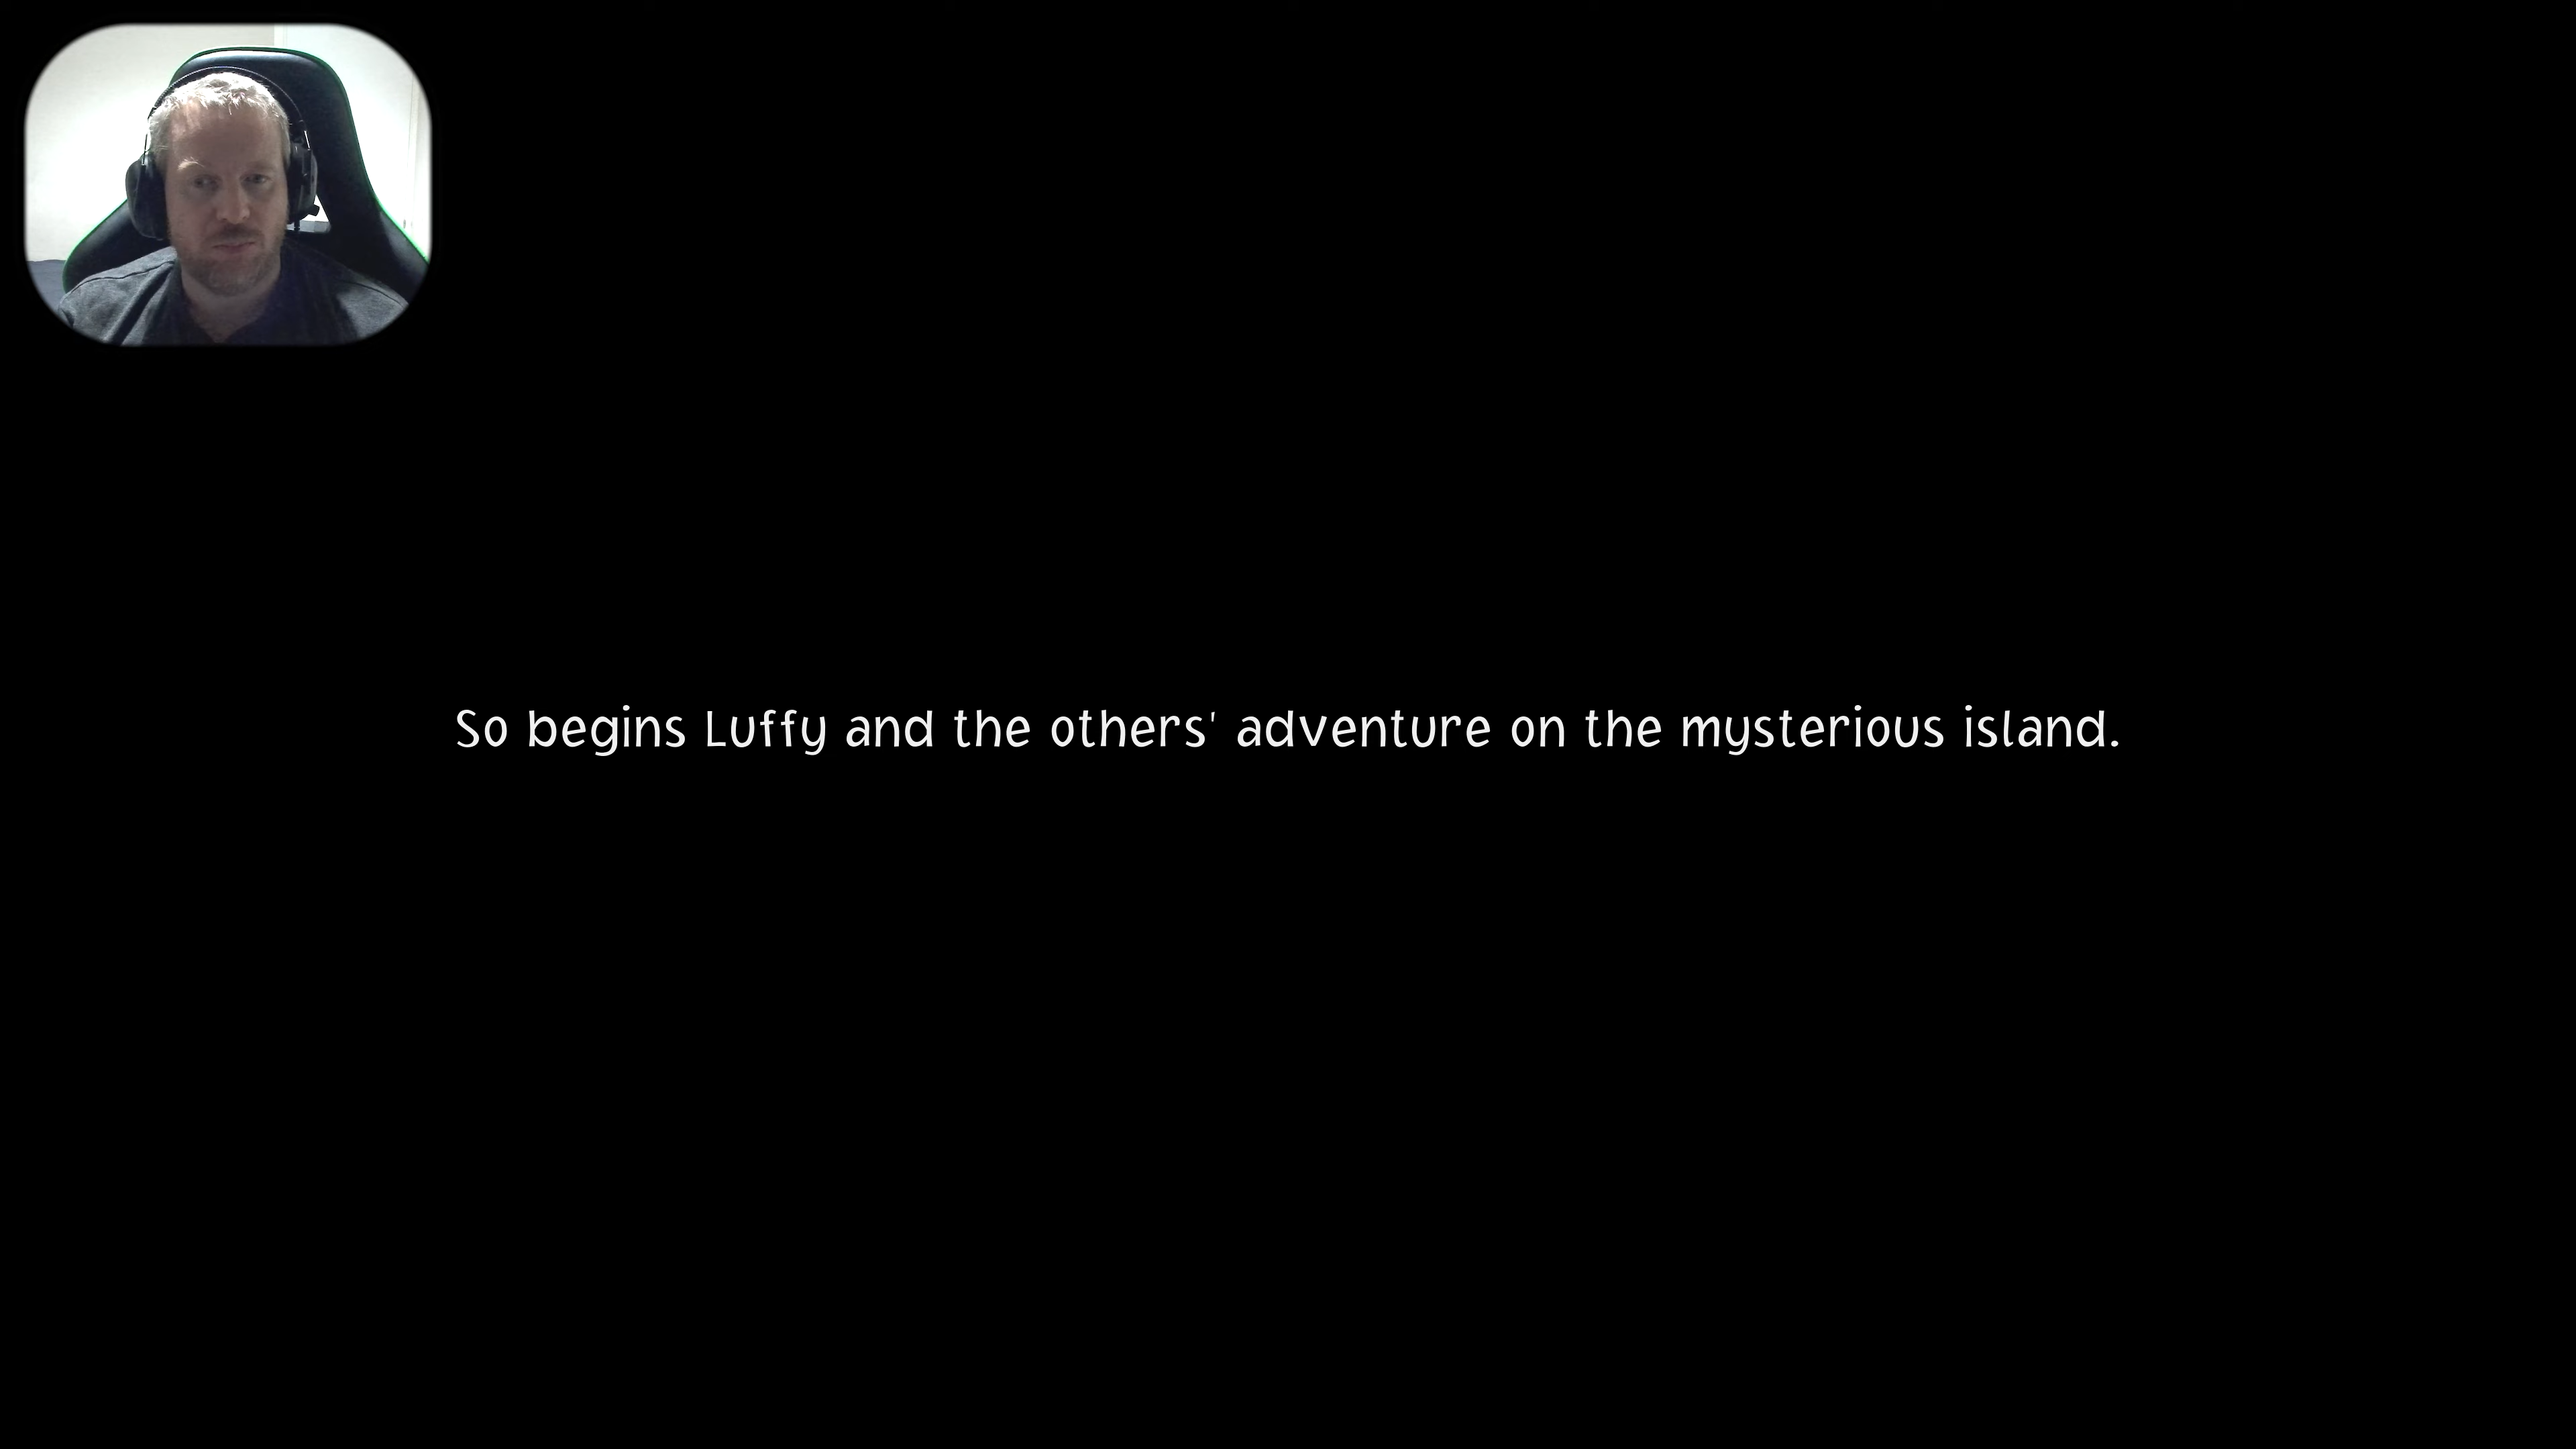 So begins Luffy and the others' adventure on the mysterious island.